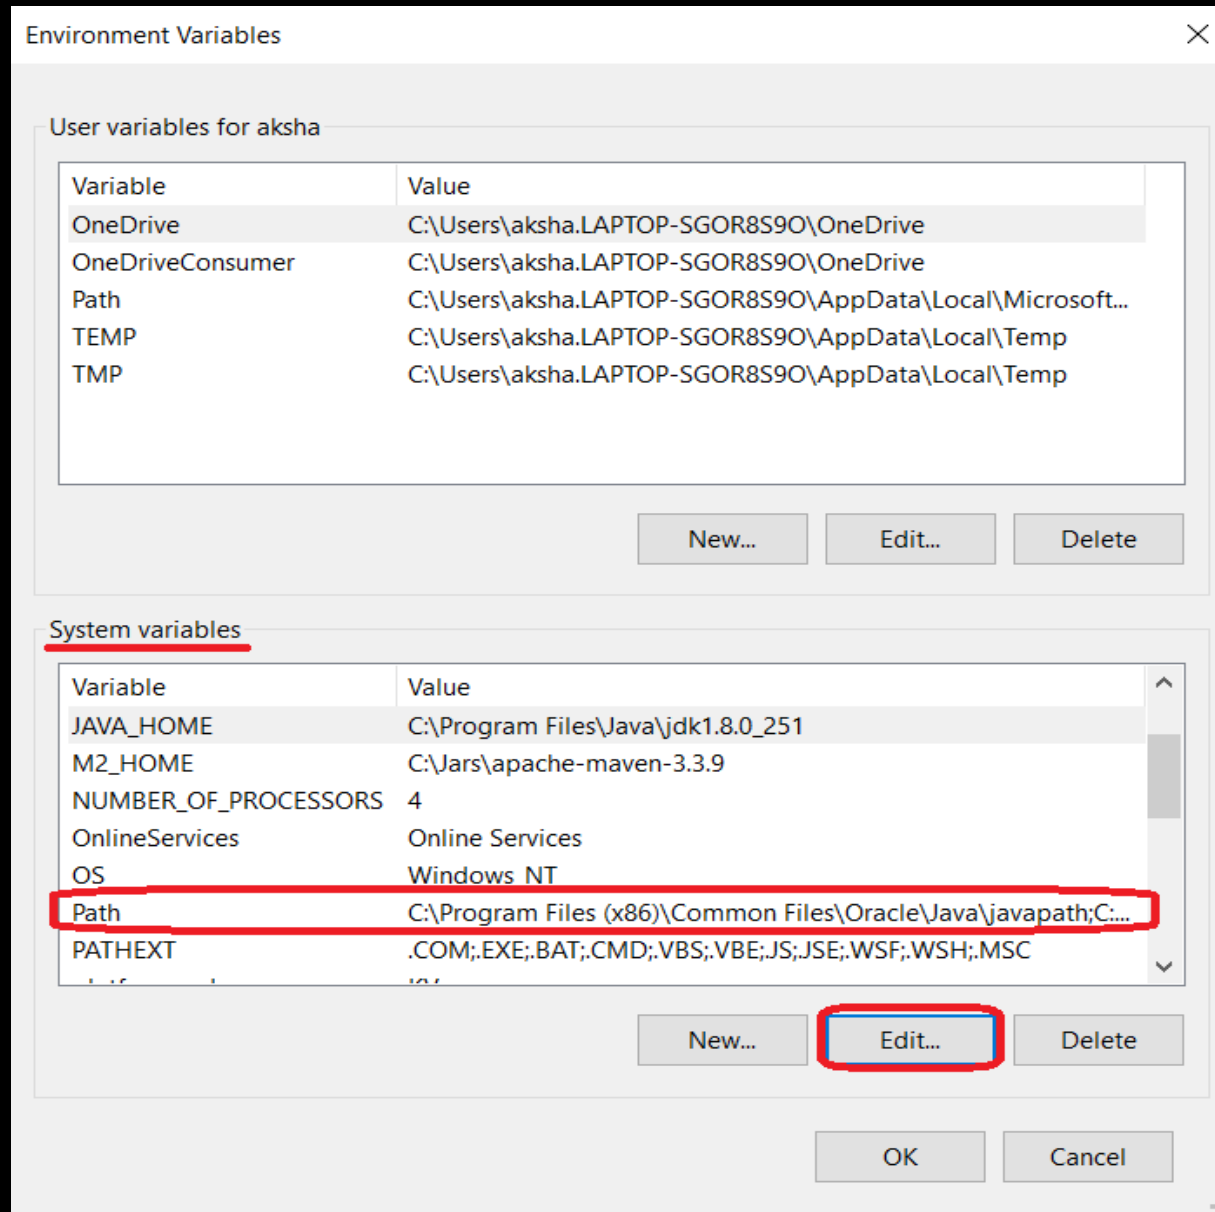 Environment Variables
User variables for aksha
Variable Value
OneDrive C:\Users\aksha.LAPTOP-SGOR8S9O\OneDrive
OneDriveConsumer C:\Users\aksha.LAPTOP-SGOR8S9O\OneDrive
Path C:\Users\aksha.LAPTOP-SGOR8S9O\AppData\Local\Microsoft...
TEMP C:\Users\aksha.LAPTOP-SGOR8S9O\AppData\Local\Temp
TMP C:\Users\aksha.LAPTOP-SGOR8S9O\AppData\Local\Temp
New... Edit... Delete
System variables
Variable Value
JAVA_HOME C:\Program Files\Java\jdk1.8.0_251
M2_HOME C:\Jars\apache-maven-3.3.9
NUMBER_OF_PROCESSORS 4
OnlineServices Online Services
OS Windows_NT
Path C:\Program Files (x86)\Common Files\Oracle\Java\javapath;C:...
PATHEXT .COM;.EXE;.BAT;.CMD;.VBS;.VBE;.JS;.JSE;.WSF;.WSH;.MSC
New... Edit... Delete
OK Cancel